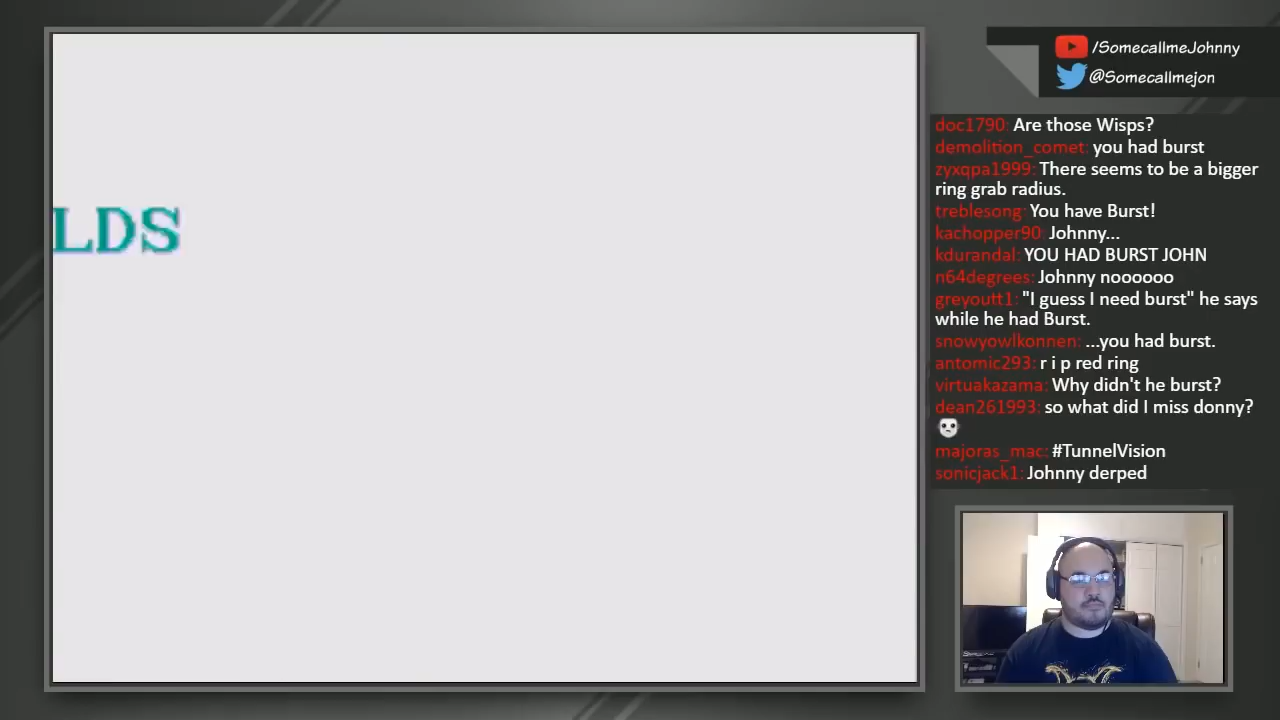 /SomecallmeJohnny
@Somecallmejon
LDS
doc1790: Are those Wisps?
demolition_comet: you had burst
zyxqpa1999: There seems to be a bigger
ring grab radius.
treblesong: You have Burst!
kachopper90: Johnny...
kdurandal: YOU HAD BURST JOHN
n64degrees: Johnny noooooo
greyoutt1: "I guess I need burst" he says
while he had Burst.
snowyowlkonnen: ...you had burst.
antomic293: r i p red ring
virtuakazama: Why didn't he burst?
dean261993: so what did I miss donny?
majoras_mac: #TunnelVision
sonicjack1: Johnny derped